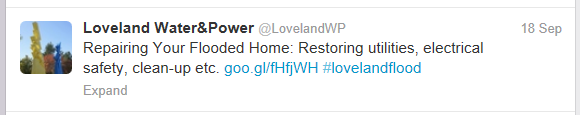 Loveland Water&Power @LovelandWP 18 Sep
Repairing Your Flooded Home: Restoring utilities, electrical
safety, clean-up etc. goo.gl/fHfjWH #lovelandflood
Expand